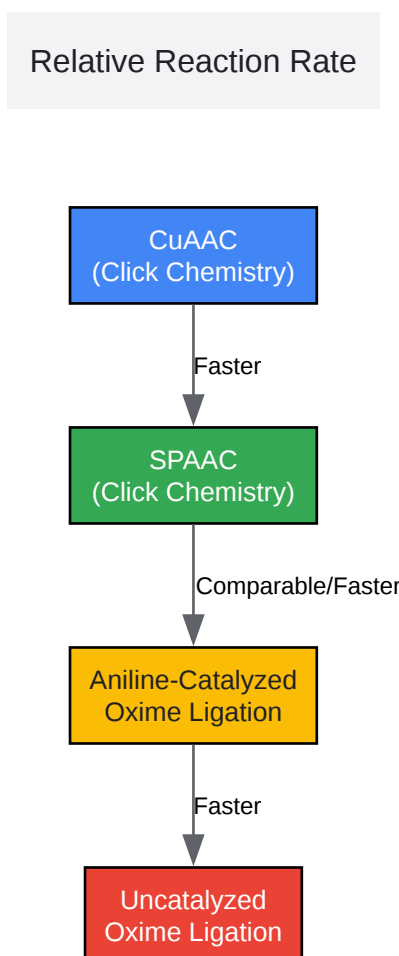 Relative Reaction Rate
CuAAC
(Click Chemistry)
Faster
SPAAC
(Click Chemistry)
Comparable/Faster
Aniline-Catalyzed
Oxime Ligation
Faster
Uncatalyzed
Oxime Ligation